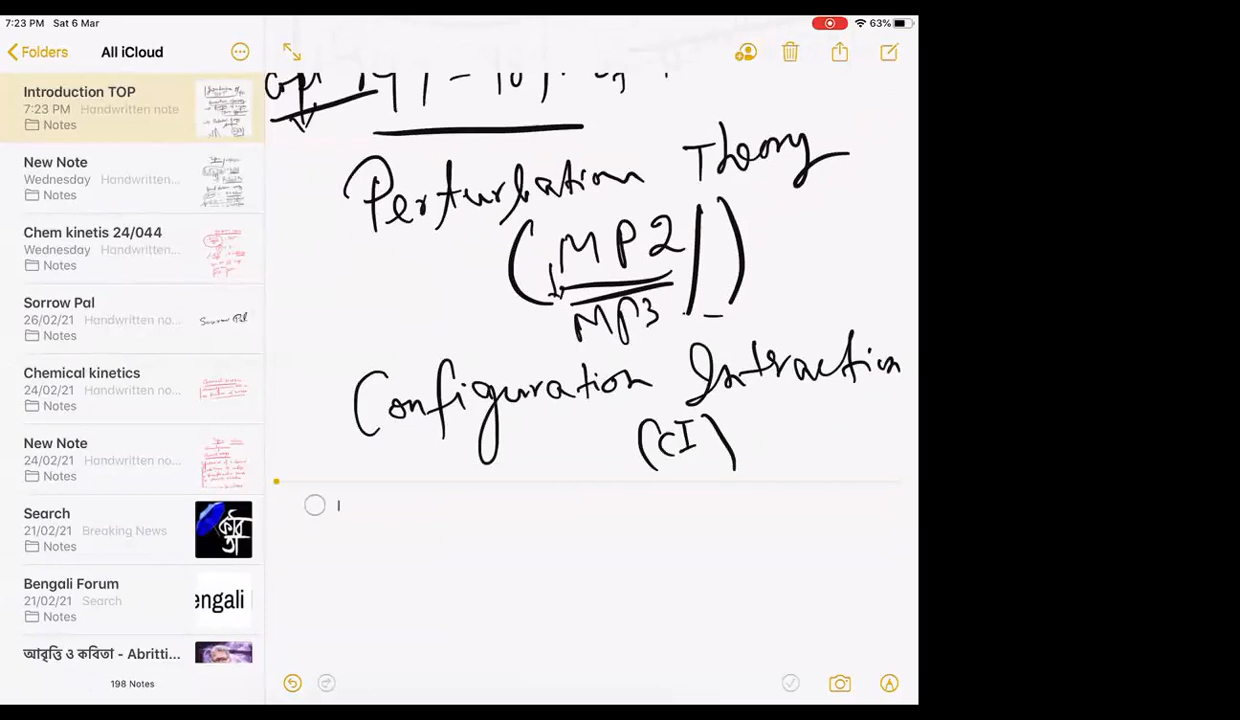 7:23 PM Sat 6 Mar
63%
Folders
All iCloud
Introduction TOP
7:23 PM Handwritten note
Notes
New Note
Wednesday Handwritten...
Notes
Chem kinetis 24/044
Wednesday Handwritten...
Notes
Sorrow Pal
26/02/21 Handwritten no...
Notes
Chemical kinetics
24/02/21 Handwritten no...
Notes
New Note
24/02/21 Handwritten no...
Notes
Search
21/02/21 Breaking News
Notes
Bengali Forum
21/02/21 Search
Notes
engali
আবৃত্তি ও কবিতা - Abritti...
198 Notes
Perturbation Theory
(MP2/)
MP3
Configuration Interaction
(CI)